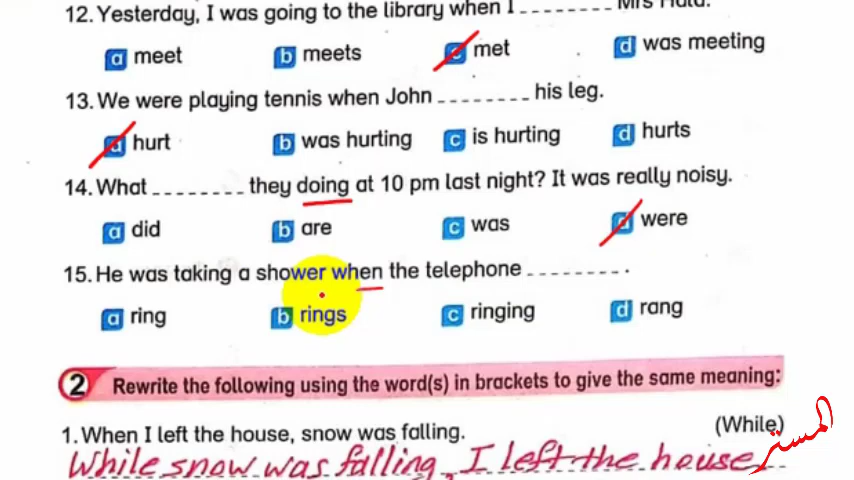 12. Yesterday, I was going to the library when I _ _ _ _ _ _ _ _ Mrs Huda.
a meet b meets c met d was meeting
13. We were playing tennis when John _ _ _ _ _ _ _ _ his leg.
a hurt b was hurting c is hurting d hurts
14. What _ _ _ _ _ _ _ _ they doing at 10 pm last night? It was really noisy.
a did b are c was d were
15. He was taking a shower when the telephone _ _ _ _ _ _ _ _ .
a ring b rings c ringing d rang
2 Rewrite the following using the word(s) in brackets to give the same meaning:
1. When I left the house, snow was falling. (While)
While snow was falling, I left the house
المستر